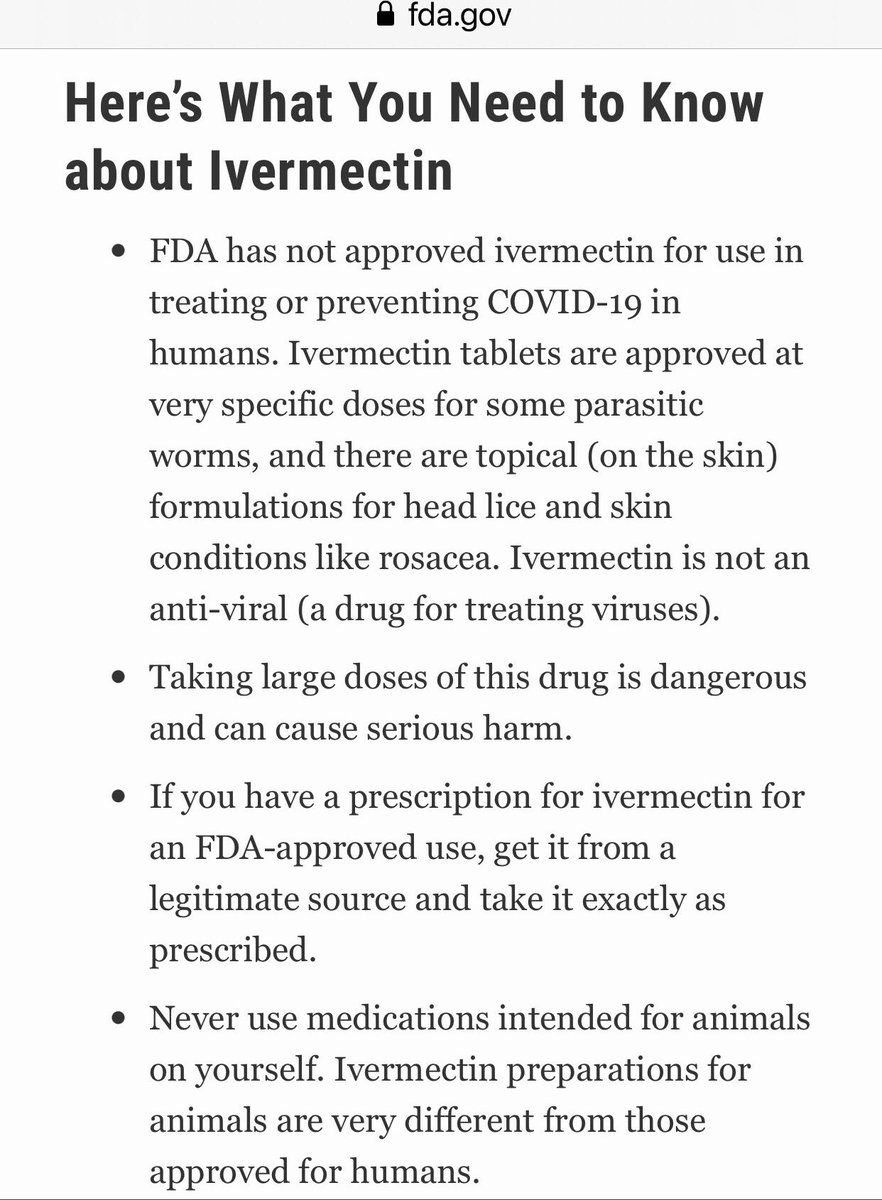 fda.gov
Here’s What You Need to Know
about Ivermectin
• FDA has not approved ivermectin for use in
treating or preventing COVID-19 in
humans. Ivermectin tablets are approved at
very specific doses for some parasitic
worms, and there are topical (on the skin)
formulations for head lice and skin
conditions like rosacea. Ivermectin is not an
anti-viral (a drug for treating viruses).
• Taking large doses of this drug is dangerous
and can cause serious harm.
• If you have a prescription for ivermectin for
an FDA-approved use, get it from a
legitimate source and take it exactly as
prescribed.
• Never use medications intended for animals
on yourself. Ivermectin preparations for
animals are very different from those
approved for humans.